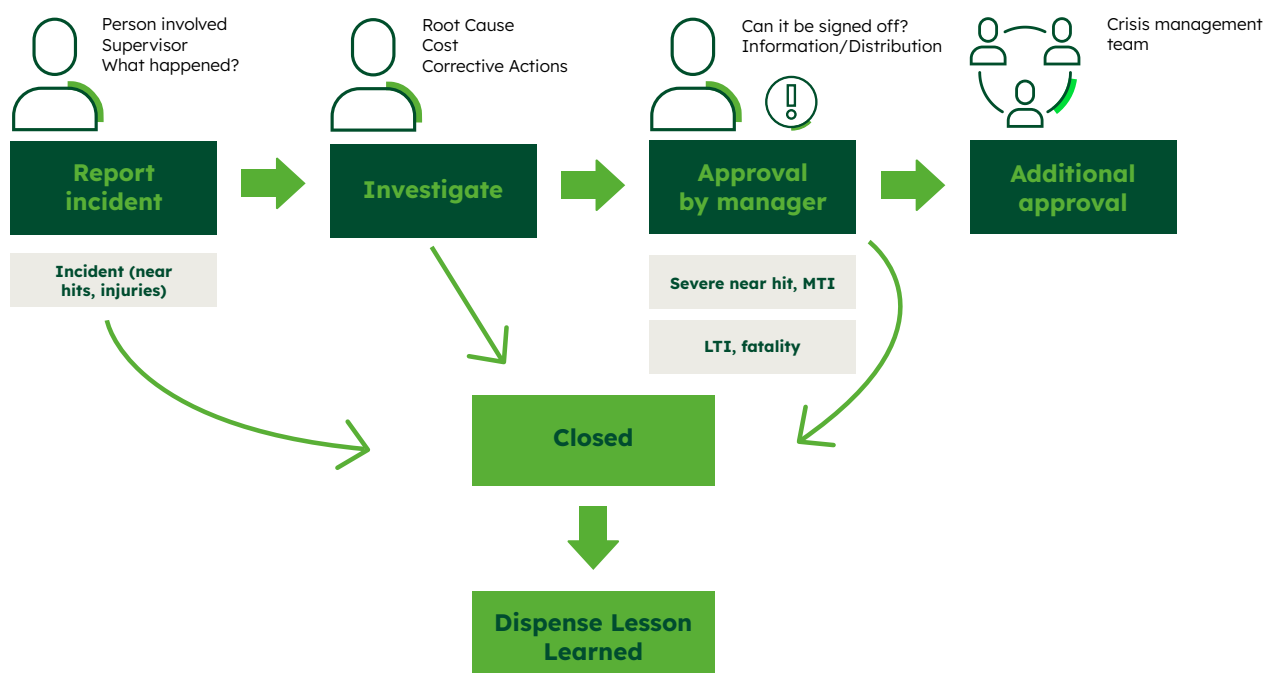 Person involved
Supervisor
What happened?
Root Cause
Cost
Corrective Actions
Can it be signed off?
Information/Distribution
Crisis management
team
Report
incident
Investigate
Approval
by manager
Additional
approval
Incident (near
hits, injuries)
Severe near hit, MTI
LTI, fatality
Closed
Dispense Lesson
Learned